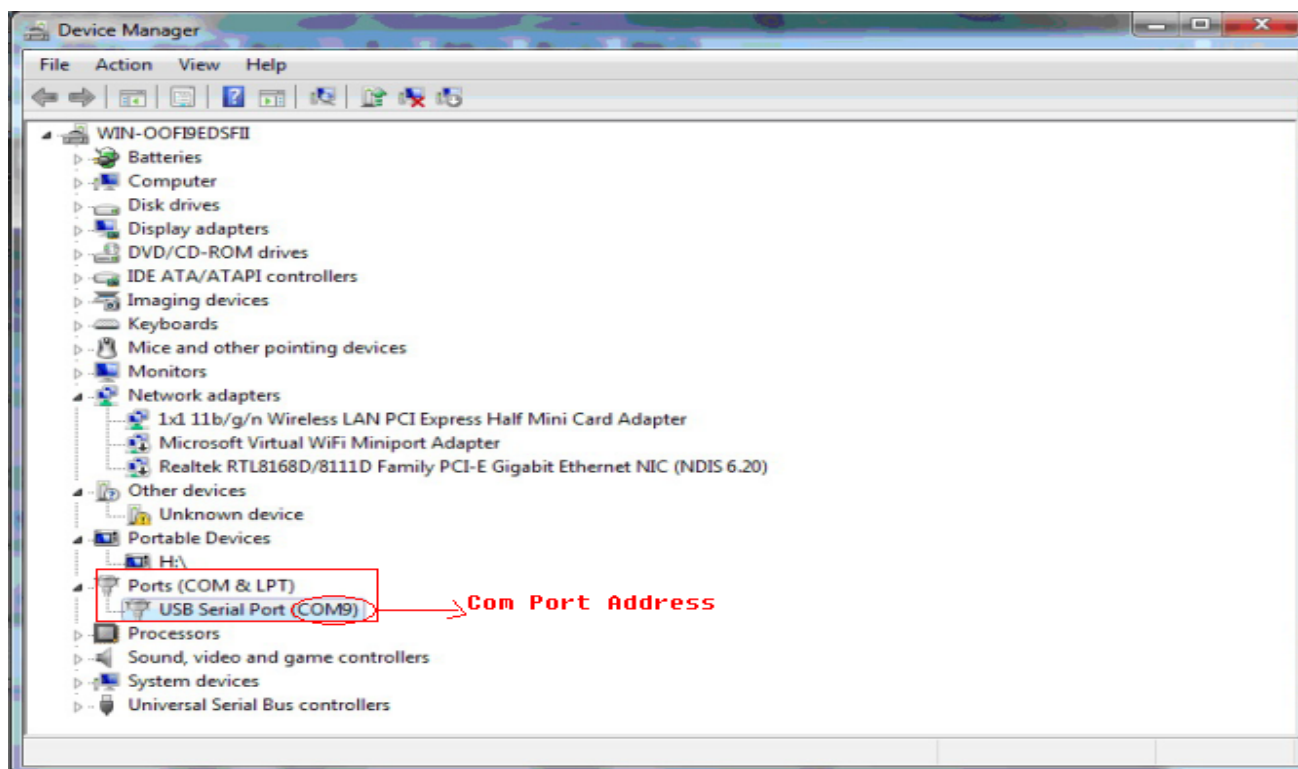 Device Manager
File Action View Help
WIN-OOFI9EDSFII
Batteries
Computer
Disk drives
Display adapters
DVD/CD-ROM drives
IDE ATA/ATAPI controllers
Imaging devices
Keyboards
Mice and other pointing devices
Monitors
Network adapters
1x1 11b/g/n Wireless LAN PCI Express Half Mini Card Adapter
Microsoft Virtual WiFi Miniport Adapter
Realtek RTL8168D/8111D Family PCI-E Gigabit Ethernet NIC (NDIS 6.20)
Other devices
Unknown device
Portable Devices
H:\
Ports (COM & LPT)
USB Serial Port (COM9) Com Port Address
Processors
Sound, video and game controllers
System devices
Universal Serial Bus controllers